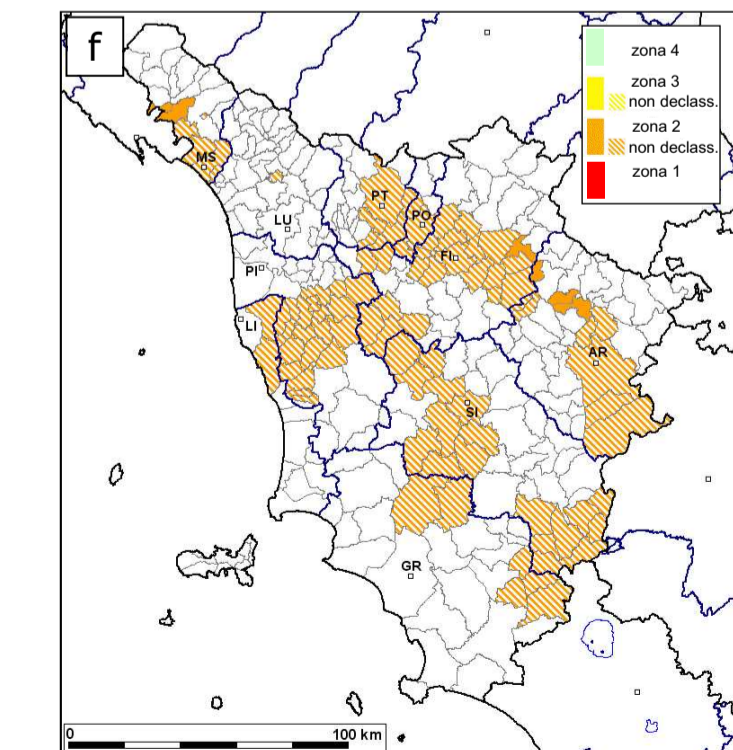 f
zona 4
zona 3
non declass.
zona 2
non declass.
zona 1
MS
PT
PO
LU
FI
PI
LI
AR
SI
GR
0 100 km